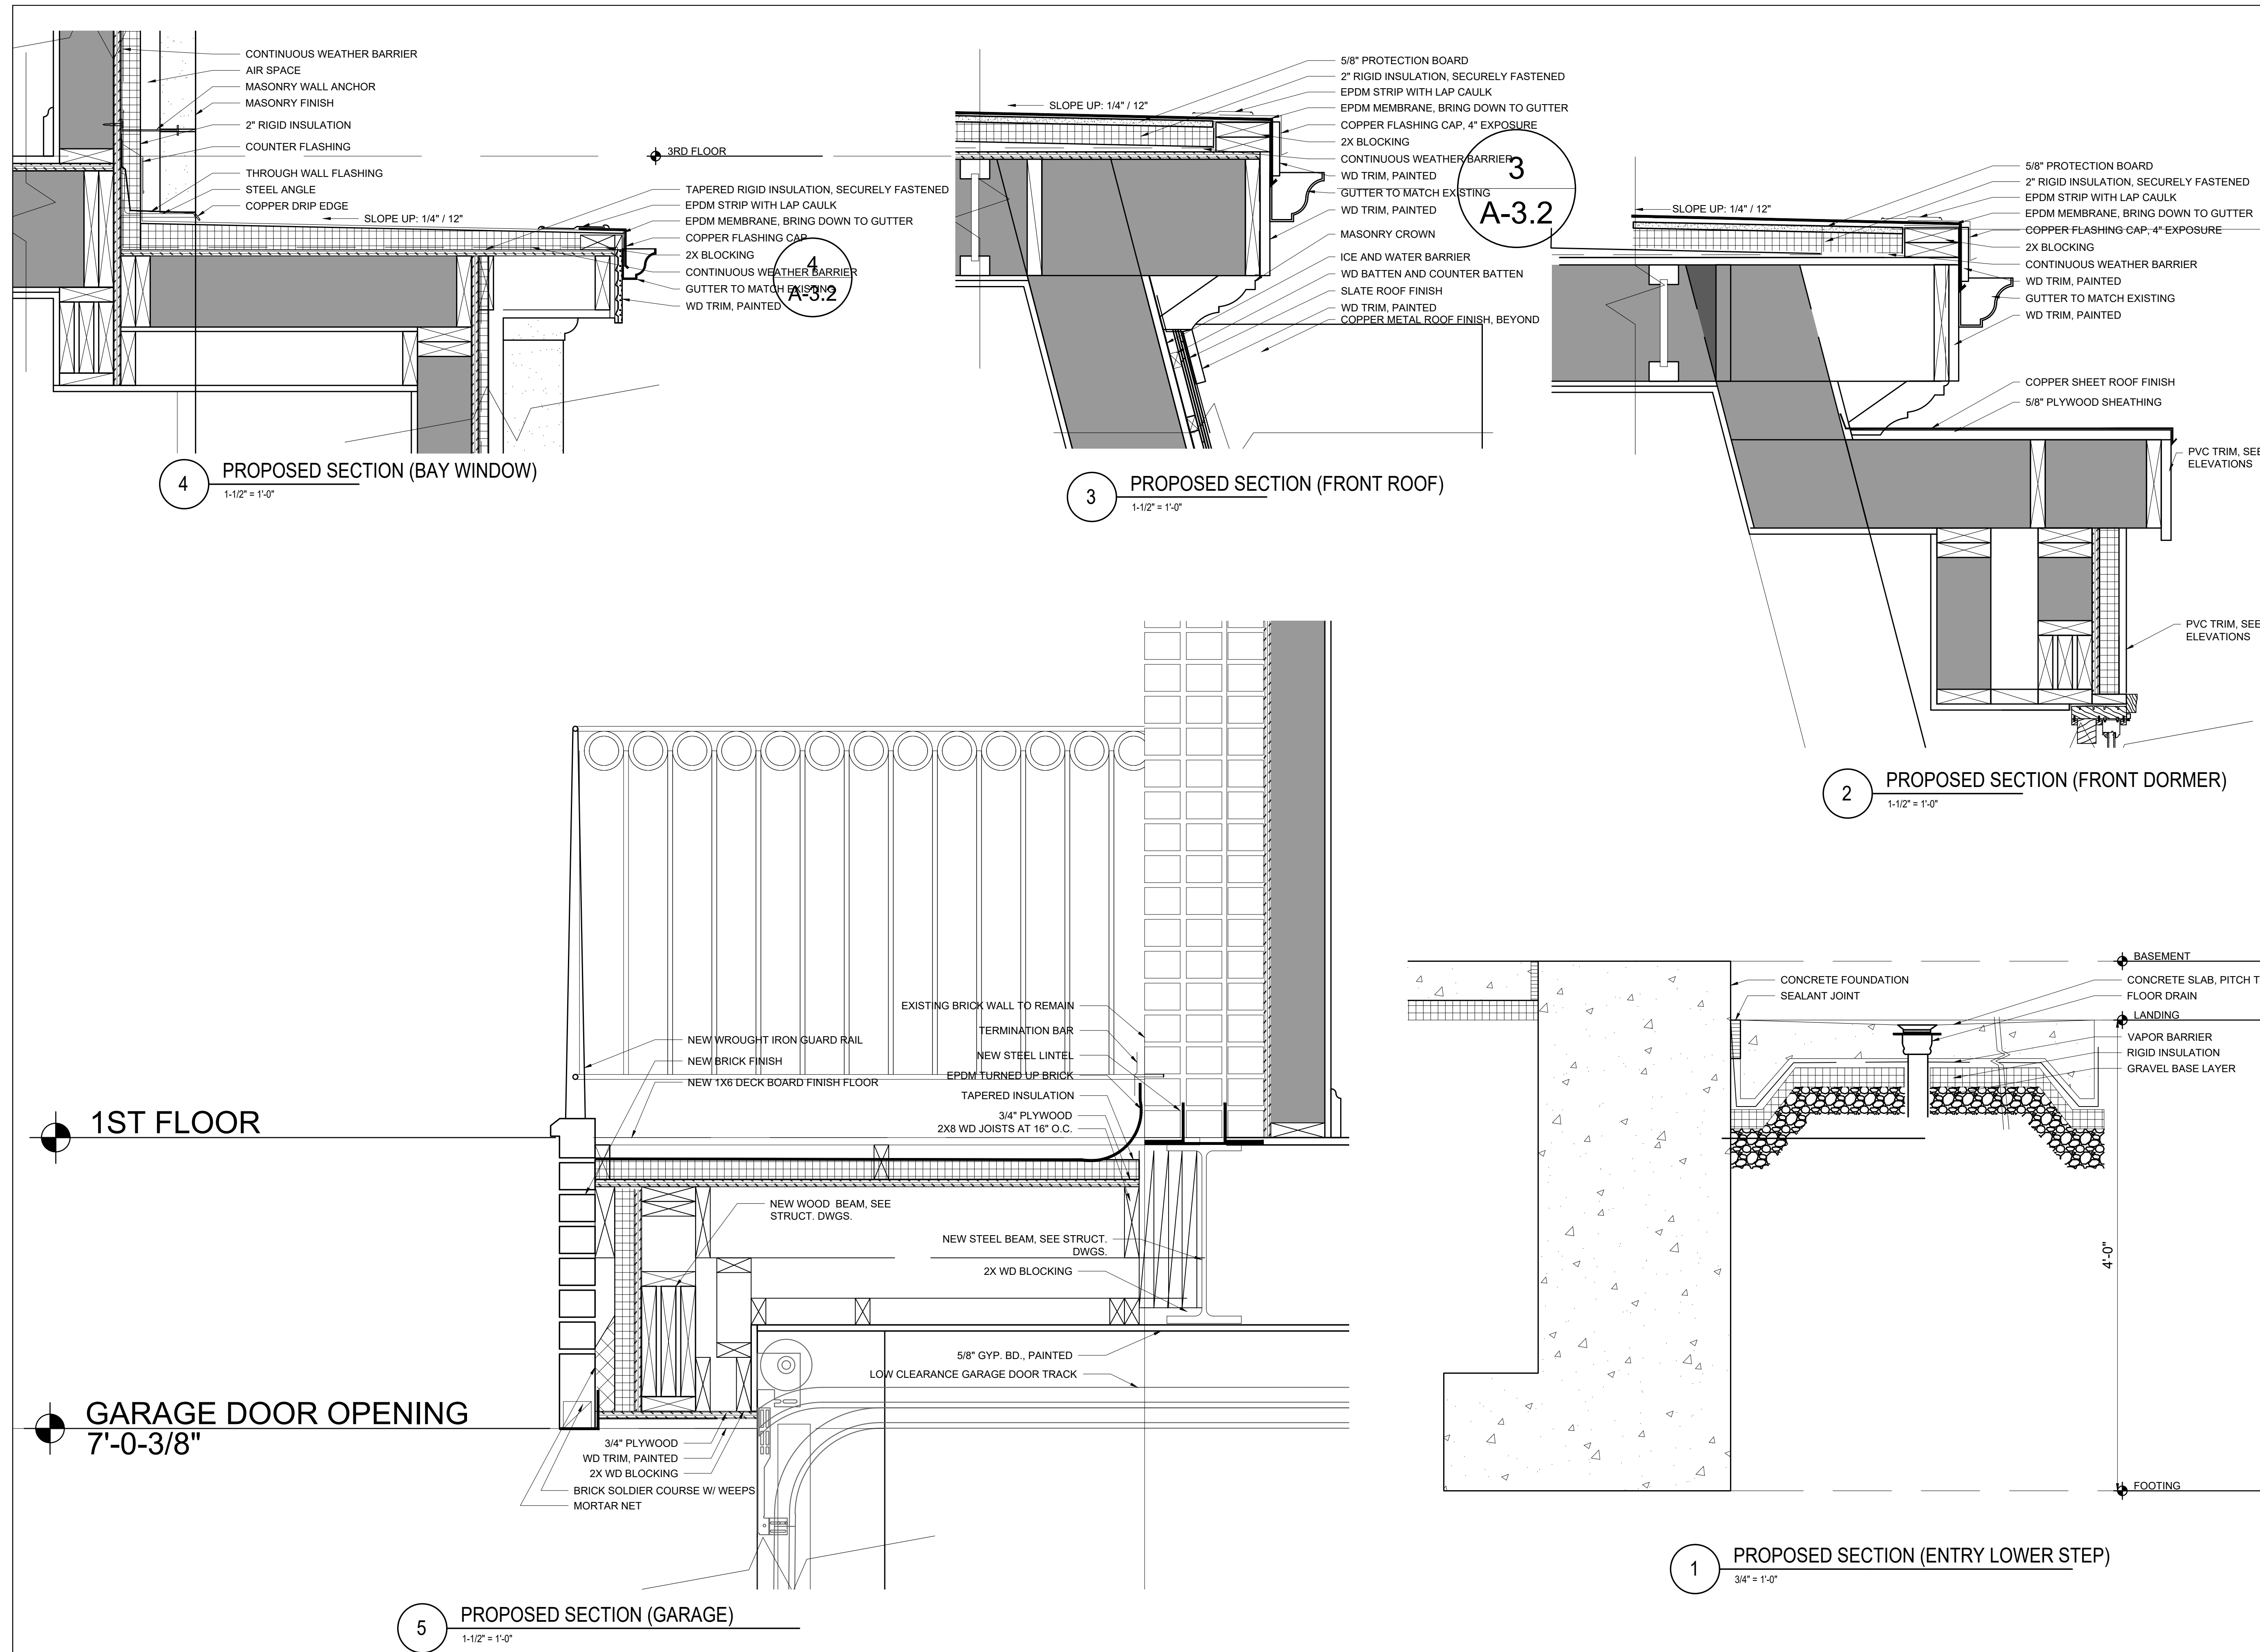 CONTINUOUS WEATHER BARRIER
AIR SPACE
MASONRY WALL ANCHOR
MASONRY FINISH
2" RIGID INSULATION
COUNTER FLASHING
THROUGH WALL FLASHING
STEEL ANGLE
COPPER DRIP EDGE
SLOPE UP: 1/4" / 12"
3RD FLOOR
TAPERED RIGID INSULATION, SECURELY FASTENED
EPDM STRIP WITH LAP CAULK
EPDM MEMBRANE, BRING DOWN TO GUTTER
COPPER FLASHING CAP
2X BLOCKING
CONTINUOUS WEATHER BARRIER
GUTTER TO MATCH EXISTING
WD TRIM, PAINTED
4
A-3.2
4
PROPOSED SECTION (BAY WINDOW)
1-1/2" = 1'-0"
SLOPE UP: 1/4" / 12"
5/8" PROTECTION BOARD
2" RIGID INSULATION, SECURELY FASTENED
EPDM STRIP WITH LAP CAULK
EPDM MEMBRANE, BRING DOWN TO GUTTER
COPPER FLASHING CAP, 4" EXPOSURE
2X BLOCKING
CONTINUOUS WEATHER BARRIER
WD TRIM, PAINTED
GUTTER TO MATCH EXISTING
WD TRIM, PAINTED
MASONRY CROWN
ICE AND WATER BARRIER
WD BATTEN AND COUNTER BATTEN
SLATE ROOF FINISH
WD TRIM, PAINTED
COPPER METAL ROOF FINISH, BEYOND
3
A-3.2
3
PROPOSED SECTION (FRONT ROOF)
1-1/2" = 1'-0"
SLOPE UP: 1/4" / 12"
5/8" PROTECTION BOARD
2" RIGID INSULATION, SECURELY FASTENED
EPDM STRIP WITH LAP CAULK
EPDM MEMBRANE, BRING DOWN TO GUTTER
COPPER FLASHING CAP, 4" EXPOSURE
2X BLOCKING
CONTINUOUS WEATHER BARRIER
WD TRIM, PAINTED
GUTTER TO MATCH EXISTING
WD TRIM, PAINTED
COPPER SHEET ROOF FINISH
5/8" PLYWOOD SHEATHING
PVC TRIM, SEE
ELEVATIONS
PVC TRIM, SEE
ELEVATIONS
2
PROPOSED SECTION (FRONT DORMER)
1-1/2" = 1'-0"
EXISTING BRICK WALL TO REMAIN
TERMINATION BAR
NEW STEEL LINTEL
EPDM TURNED UP BRICK
TAPERED INSULATION
3/4" PLYWOOD
2X8 WD JOISTS AT 16" O.C.
NEW WROUGHT IRON GUARD RAIL
NEW BRICK FINISH
NEW 1X6 DECK BOARD FINISH FLOOR
1ST FLOOR
NEW WOOD BEAM, SEE
STRUCT. DWGS.
NEW STEEL BEAM, SEE STRUCT.
DWGS.
2X WD BLOCKING
5/8" GYP. BD., PAINTED
LOW CLEARANCE GARAGE DOOR TRACK
GARAGE DOOR OPENING
7'-0-3/8"
3/4" PLYWOOD
WD TRIM, PAINTED
2X WD BLOCKING
BRICK SOLDIER COURSE W/ WEEPS
MORTAR NET
5
PROPOSED SECTION (GARAGE)
1-1/2" = 1'-0"
CONCRETE FOUNDATION
SEALANT JOINT
BASEMENT
CONCRETE SLAB, PITCH T
FLOOR DRAIN
LANDING
VAPOR BARRIER
RIGID INSULATION
GRAVEL BASE LAYER
4'-0"
FOOTING
1
PROPOSED SECTION (ENTRY LOWER STEP)
3/4" = 1'-0"